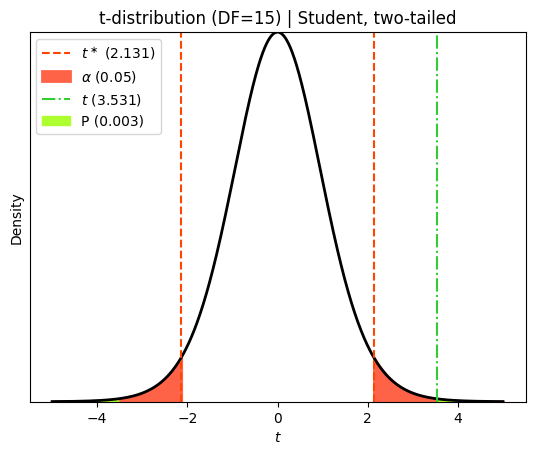 t-distribution (DF=15) | Student, two-tailed
t* (2.131)
α (0.05)
t (3.531)
P (0.003)
Density
−4
−2
0
2
4
t